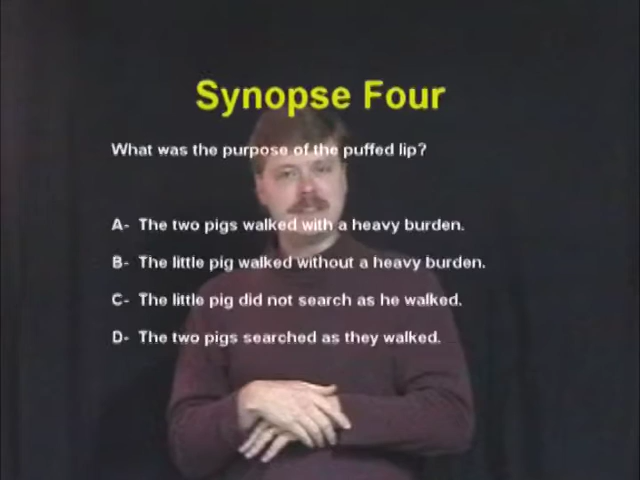 Synopse Four
What was the purpose of the puffed lip?
A- The two pigs walked with a heavy burden.
B- The little pig walked without a heavy burden.
C- The little pig did not search as he walked.
D- The two pigs searched as they walked.